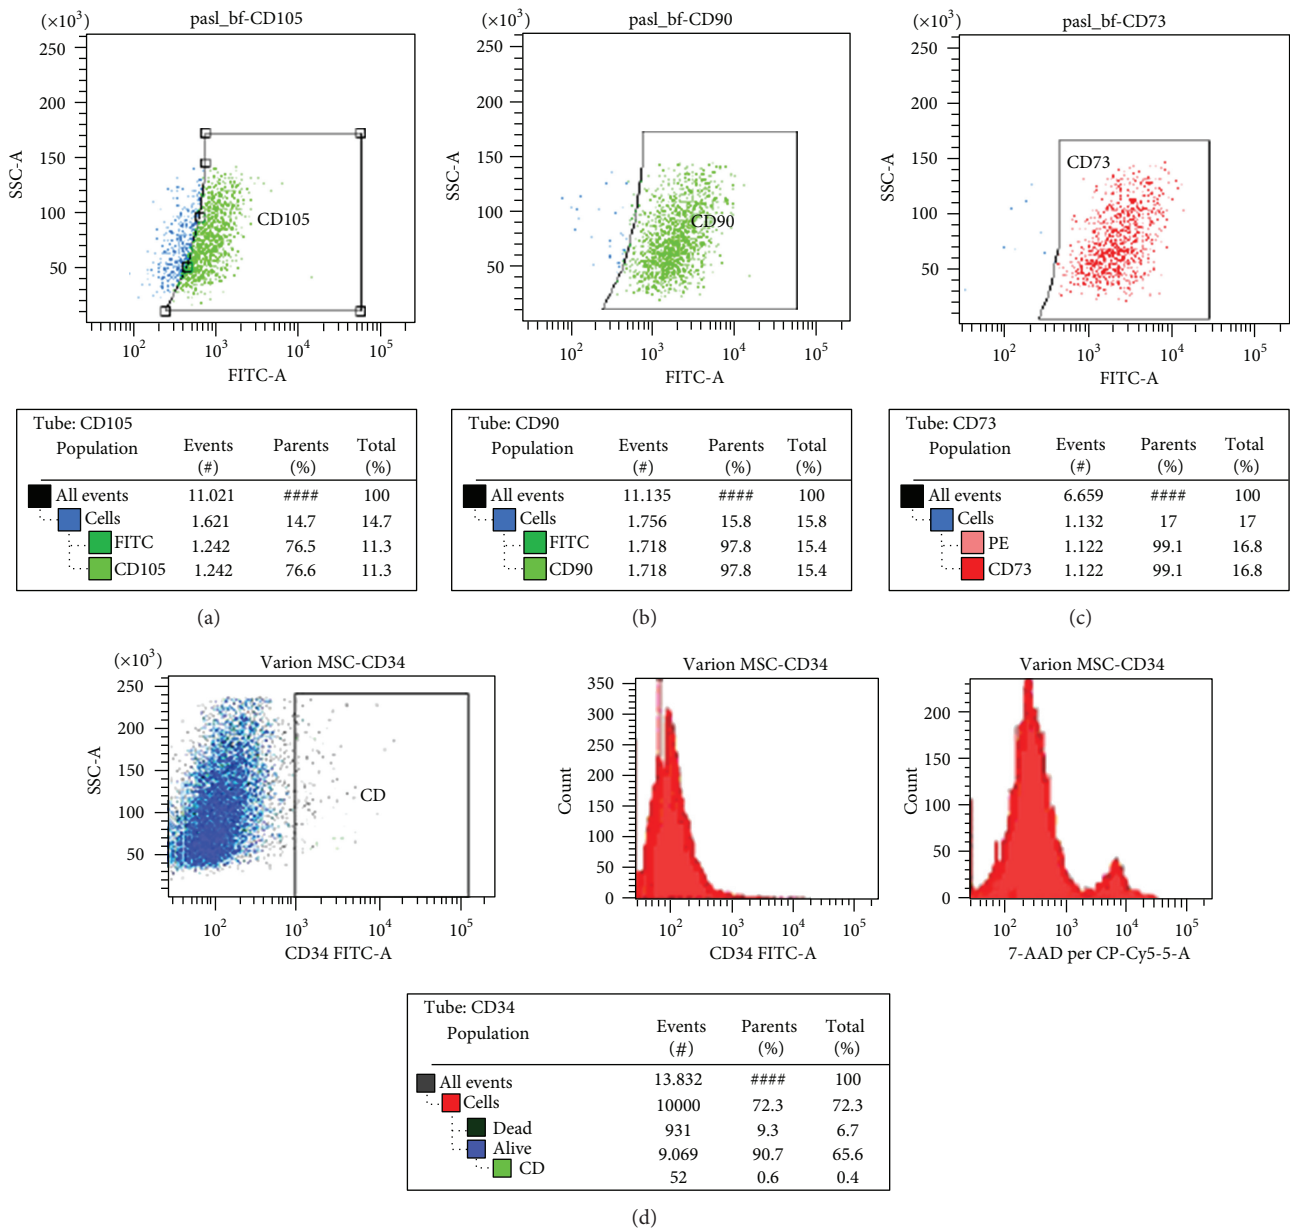 pasl_bf-CD105
(×10³)
250
200
150
100
50
SSC-A
CD105
10² 10³ 10⁴ 10⁵
FITC-A
pasl_bf-CD90
(×10³)
250
200
150
100
50
SSC-A
CD90
10² 10³ 10⁴ 10⁵
FITC-A
pasl_bf-CD73
(×10³)
250
200
150
100
50
SSC-A
CD73
10² 10³ 10⁴ 10⁵
FITC-A
Tube: CD105
Population Events (#) Parents (%) Total (%)
All events 11.021 #### 100
Cells 1.621 14.7 14.7
FITC 1.242 76.5 11.3
CD105 1.242 76.6 11.3
(a)
Tube: CD90
Population Events (#) Parents (%) Total (%)
All events 11.135 #### 100
Cells 1.756 15.8 15.8
FITC 1.718 97.8 15.4
CD90 1.718 97.8 15.4
(b)
Tube: CD73
Population Events (#) Parents (%) Total (%)
All events 6.659 #### 100
Cells 1.132 17 17
PE 1.122 99.1 16.8
CD73 1.122 99.1 16.8
(c)
Varion MSC-CD34
(×10³)
250
200
150
100
50
SSC-A
CD
10² 10³ 10⁴ 10⁵
CD34 FITC-A
Varion MSC-CD34
350
300
250
200
150
100
50
0
Count
10² 10³ 10⁴ 10⁵
CD34 FITC-A
Varion MSC-CD34
200
150
100
50
0
Count
10² 10³ 10⁴ 10⁵
7-AAD per CP-Cy5-5-A
Tube: CD34
Population Events (#) Parents (%) Total (%)
All events 13.832 #### 100
Cells 10000 72.3 72.3
Dead 931 9.3 6.7
Alive 9.069 90.7 65.6
CD 52 0.6 0.4
(d)